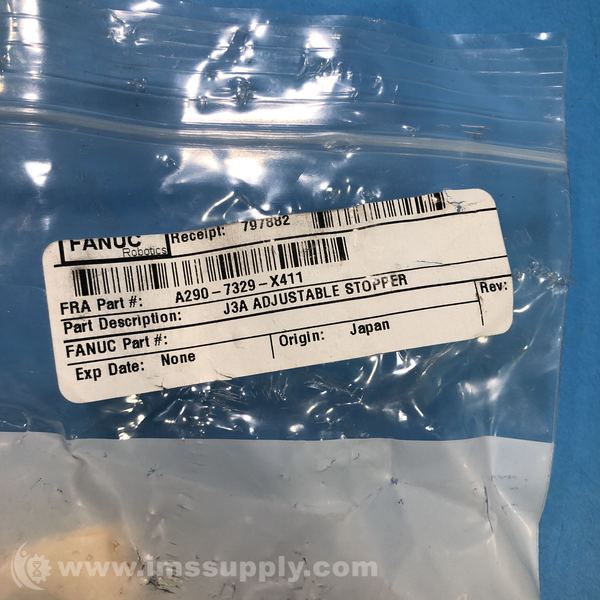 FANUC
Robotics
Receipt: 797882
FRA Part #: A290-7329-X411
Part Description: J3A ADJUSTABLE STOPPER
FANUC Part #: Rev:
Exp Date: None Origin: Japan
www.imssupply.com